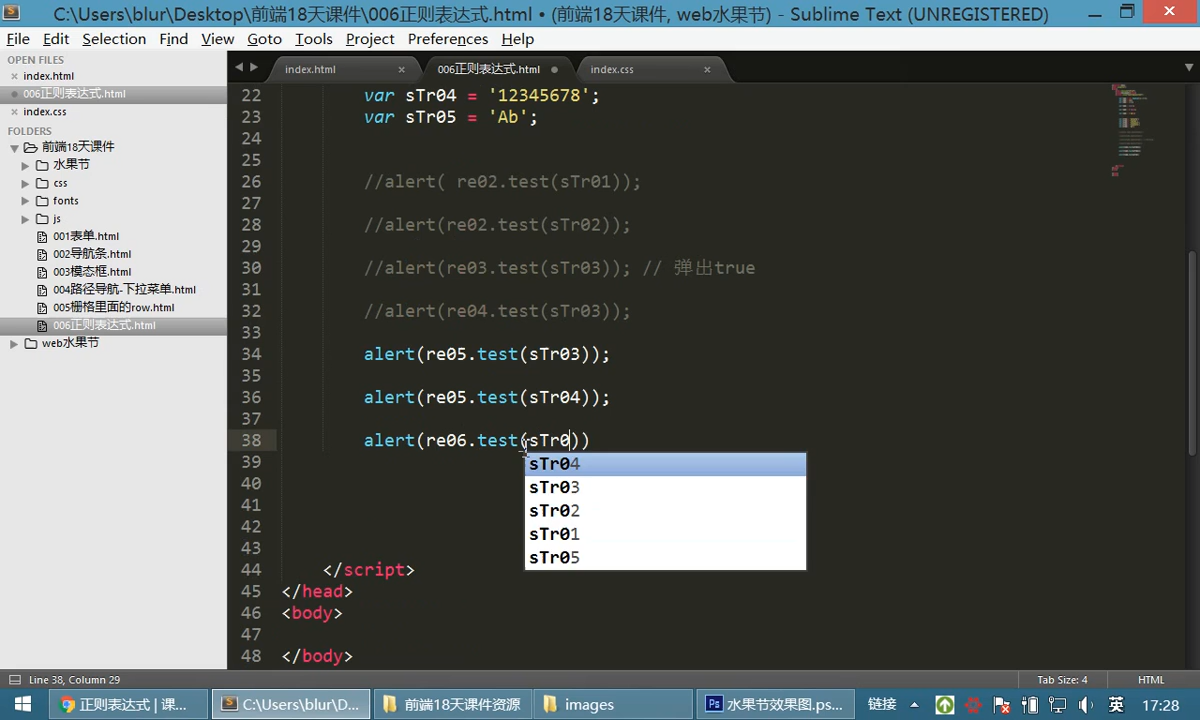 C:\Users\blur\Desktop\前端18天课件\006正则表达式.html • (前端18天课件, web水果节) - Sublime Text (UNREGISTERED)
File Edit Selection Find View Goto Tools Project Preferences Help
OPEN FILES
index.html
006正则表达式.html
index.css
FOLDERS
前端18天课件
水果节
css
fonts
js
001表单.html
002导航条.html
003模态框.html
004路径导航-下拉菜单.html
005栅格里面的row.html
006正则表达式.html
web水果节
index.html 006正则表达式.html index.css
22 var sTr04 = '12345678';
23 var sTr05 = 'Ab';
24
25
26 //alert( re02.test(sTr01));
27
28 //alert(re02.test(sTr02));
29
30 //alert(re03.test(sTr03)); // 弹出true
31
32 //alert(re04.test(sTr03));
33
34 alert(re05.test(sTr03));
35
36 alert(re05.test(sTr04));
37
38 alert(re06.test(sTr0))
39
sTr04
sTr03
sTr02
sTr01
sTr05
40
41
42
43
44 </script>
45 </head>
46 <body>
47
48 </body>
Line 38, Column 29 Tab Size: 4 HTML
正则表达式 | 课... C:\Users\blur\D... 前端18天课件资源 images 水果节效果图.ps... 链接 英 17:28